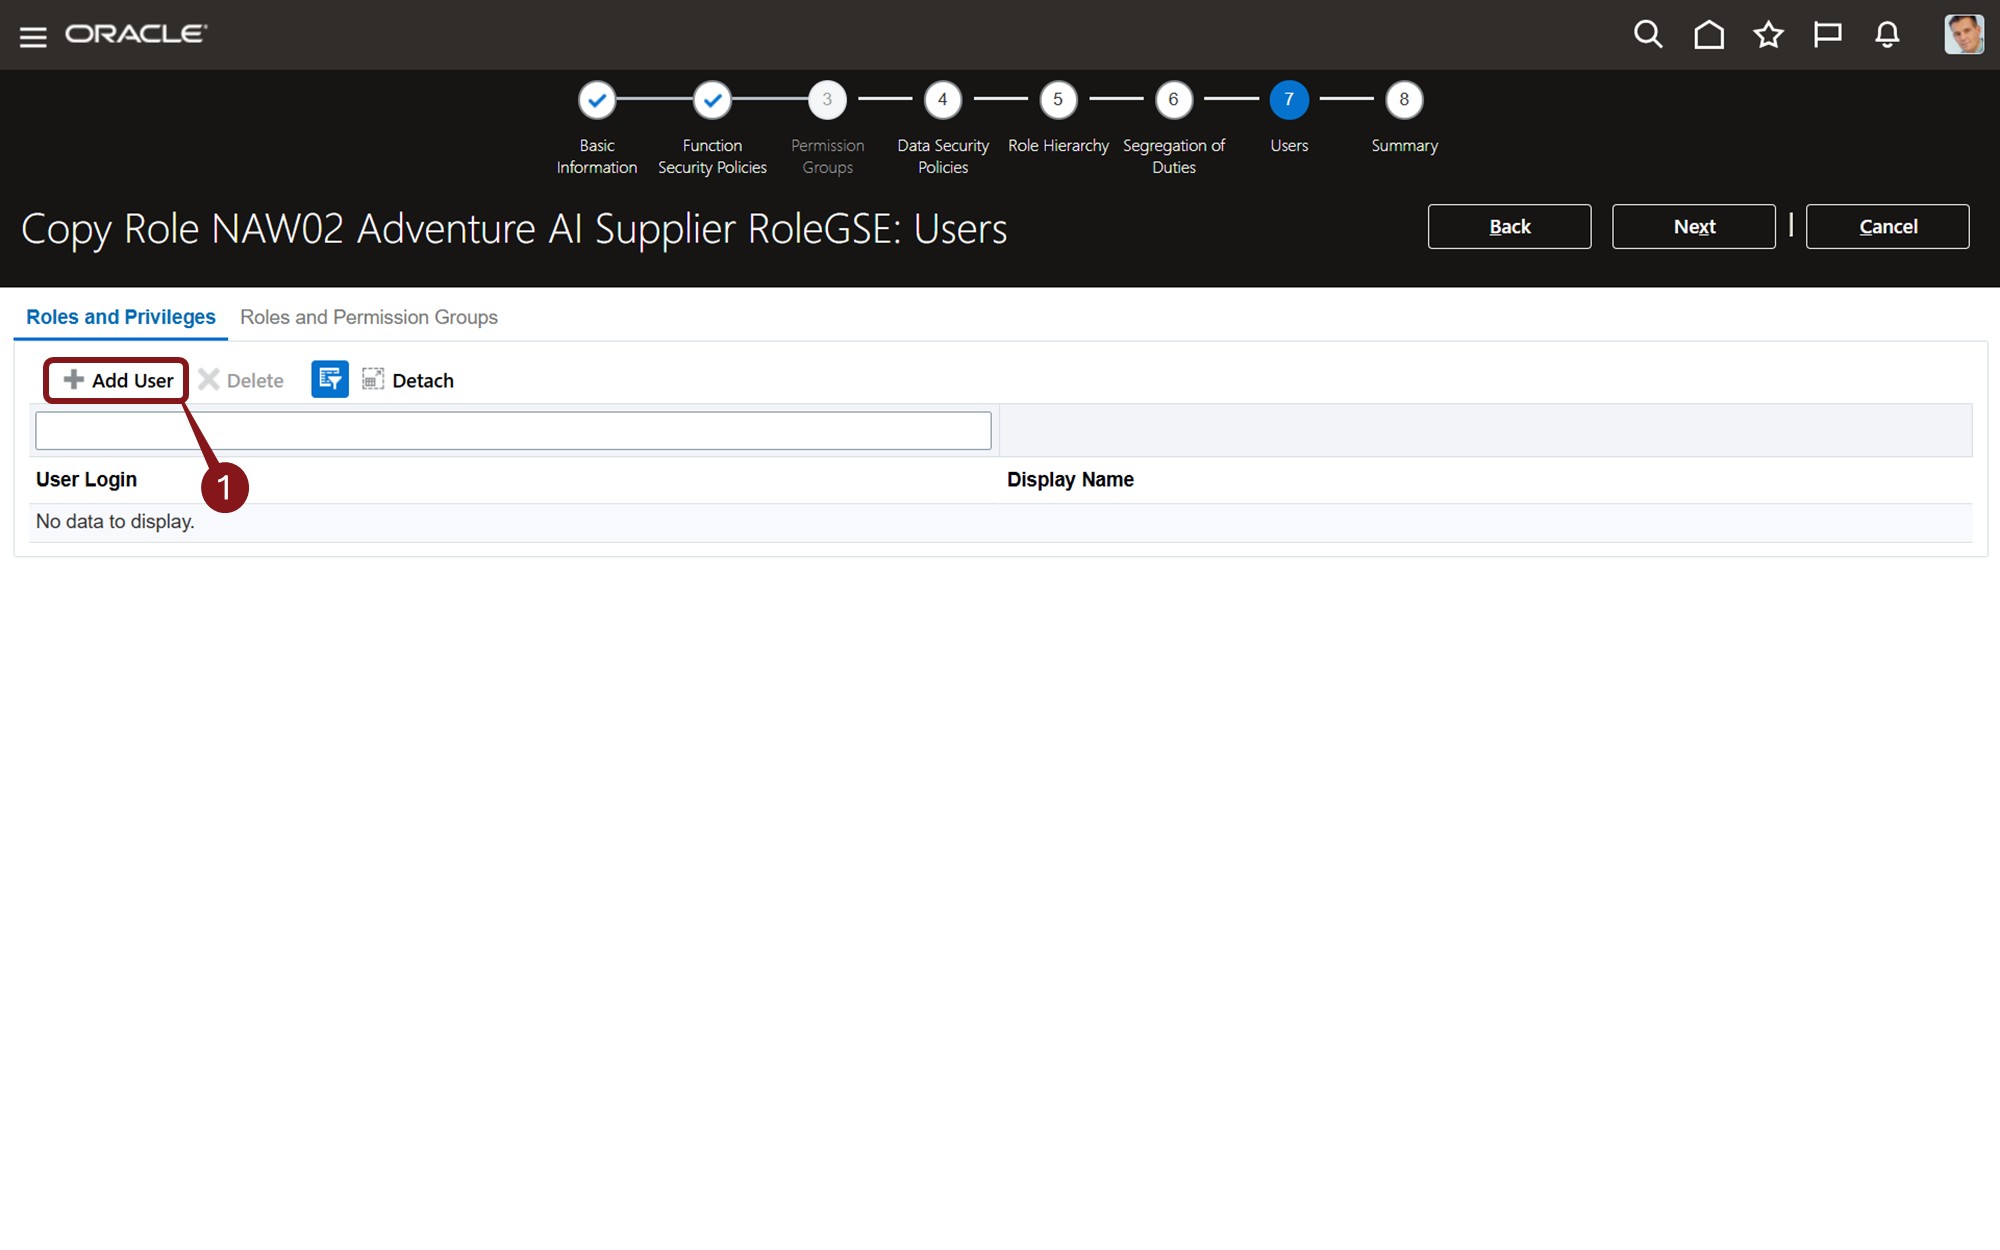 ORACLE
3 4 5 6 7 8
Basic Information
Function Security Policies
Permission Groups
Data Security Policies
Role Hierarchy
Segregation of Duties
Users
Summary
Copy Role NAW02 Adventure AI Supplier RoleGSE: Users
Back Next | Cancel
Roles and Privileges Roles and Permission Groups
Add User Delete Detach
User Login Display Name
1
No data to display.